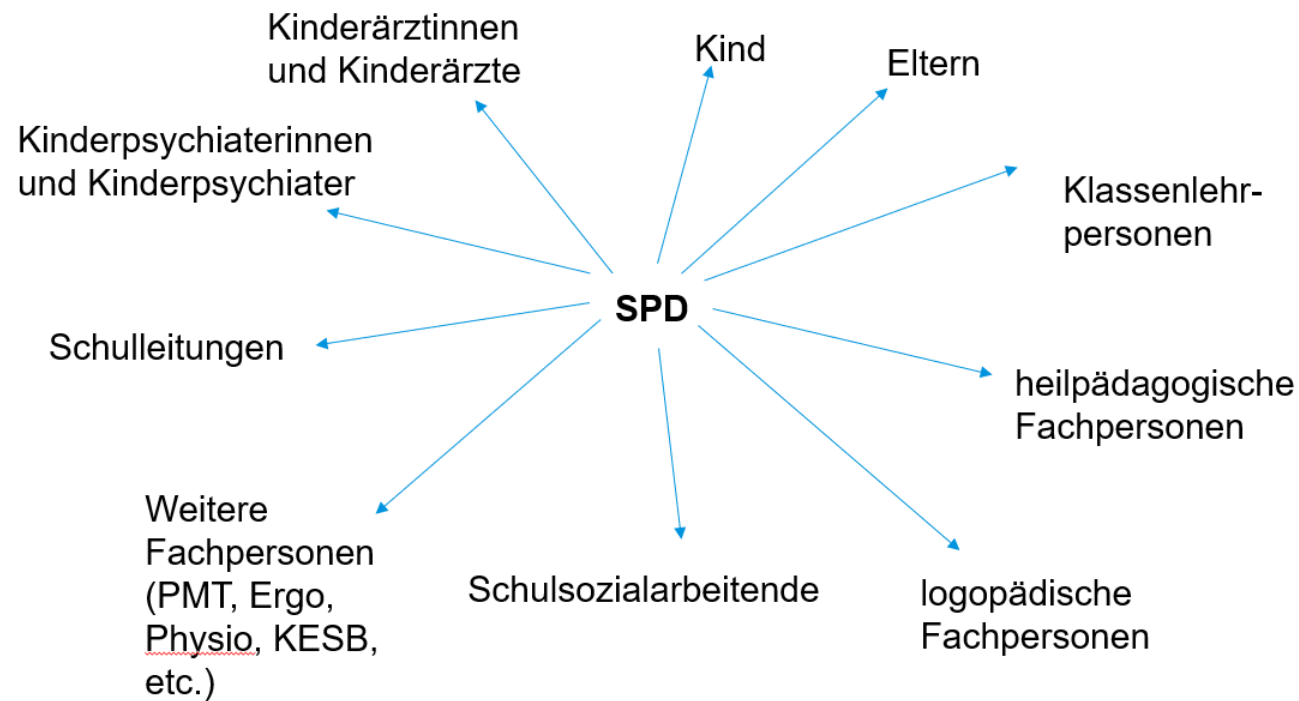 Kinderärztinnen
und Kinderärzte
Kind
Eltern
Kinderpsychiaterinnen
und Kinderpsychiater
Klassenlehr-
personen
SPD
Schulleitungen
heilpädagogische
Fachpersonen
Weitere
Fachpersonen
(PMT, Ergo,
Physio, KESB,
etc.)
Schulsozialarbeitende
logopädische
Fachpersonen